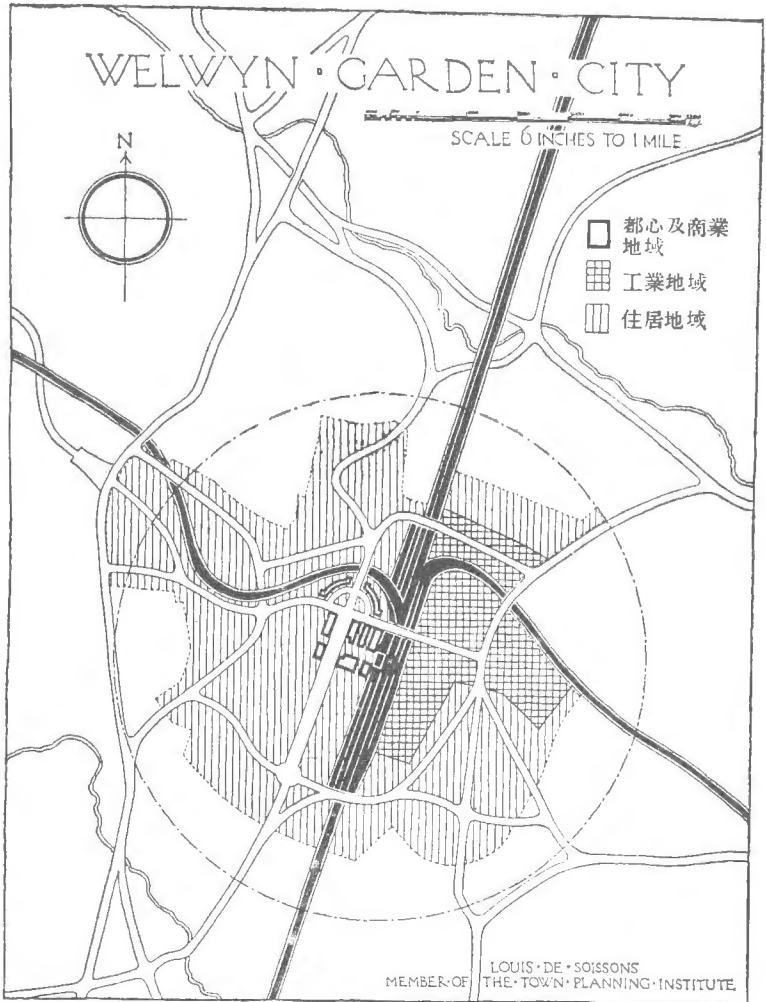 WELWYN · GARDEN · CITY
SCALE 6 INCHES TO 1 MILE
N
都心及商業
地域
工業地域
住居地域
LOUIS · DE · SOISSONS
MEMBER · OF THE · TOWN · PLANNING · INSTITUTE